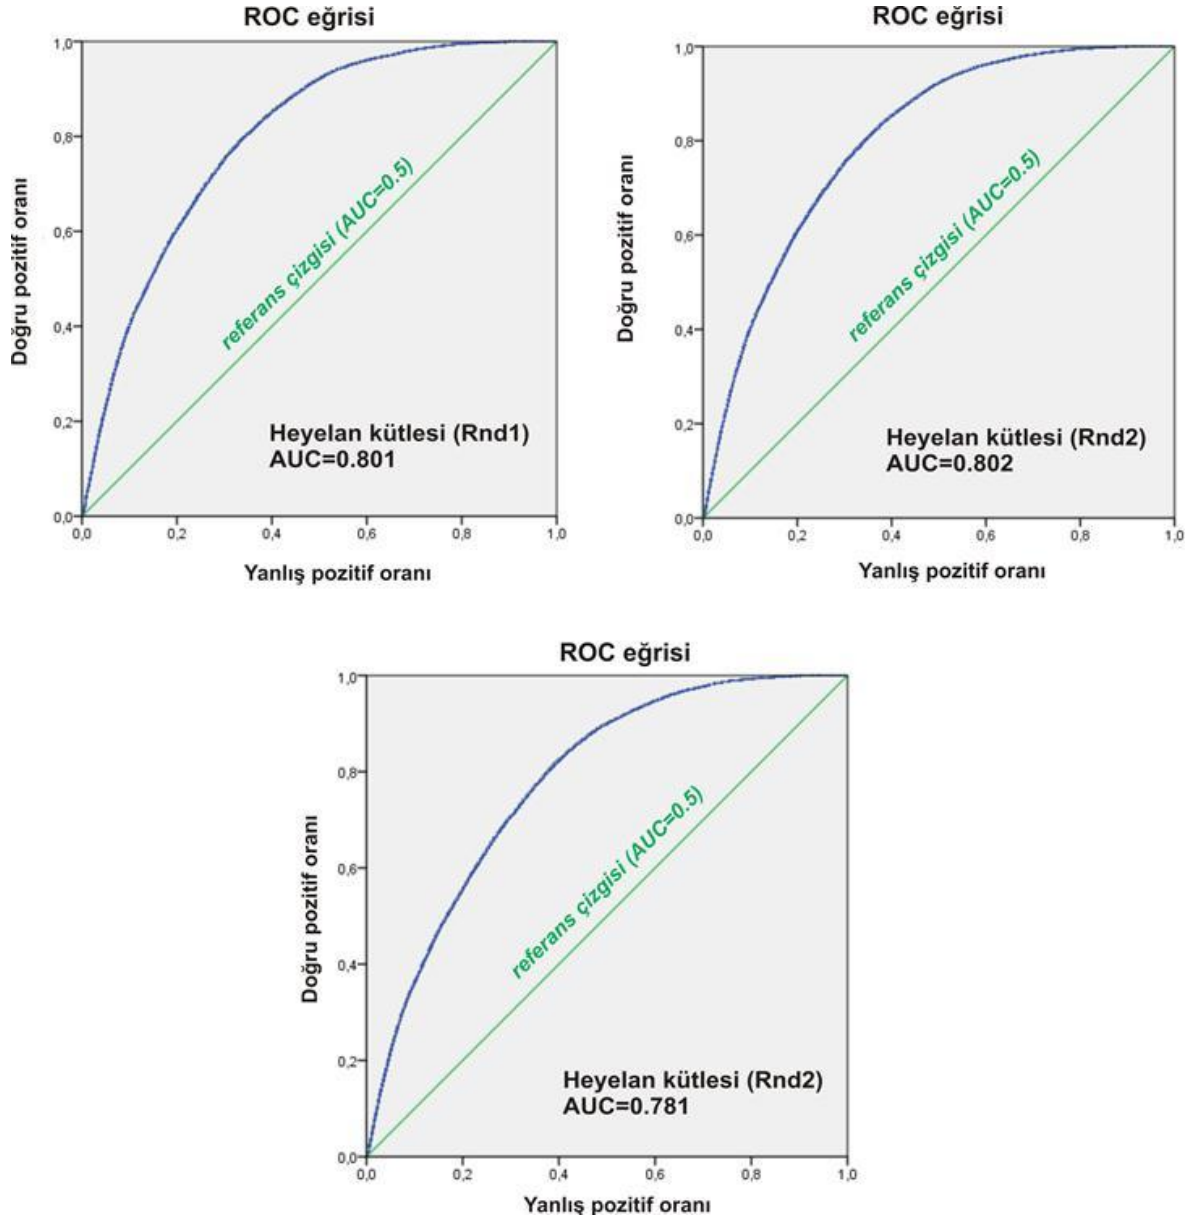 ROC eğrisi
1,0
0,8
0,6
0,4
0,2
0,0
Doğru pozitif oranı
referans çizgisi (AUC=0.5)
Heyelan kütlesi (Rnd1)
AUC=0.801
0,0 0,2 0,4 0,6 0,8 1,0
Yanlış pozitif oranı
ROC eğrisi
1,0
0,8
0,6
0,4
0,2
0,0
Doğru pozitif oranı
referans çizgisi (AUC=0.5)
Heyelan kütlesi (Rnd2)
AUC=0.802
0,0 0,2 0,4 0,6 0,8 1,0
Yanlış pozitif oranı
ROC eğrisi
1,0
0,8
0,6
0,4
0,2
0,0
Doğru pozitif oranı
referans çizgisi (AUC=0.5)
Heyelan kütlesi (Rnd2)
AUC=0.781
0,0 0,2 0,4 0,6 0,8 1,0
Yanlış pozitif oranı